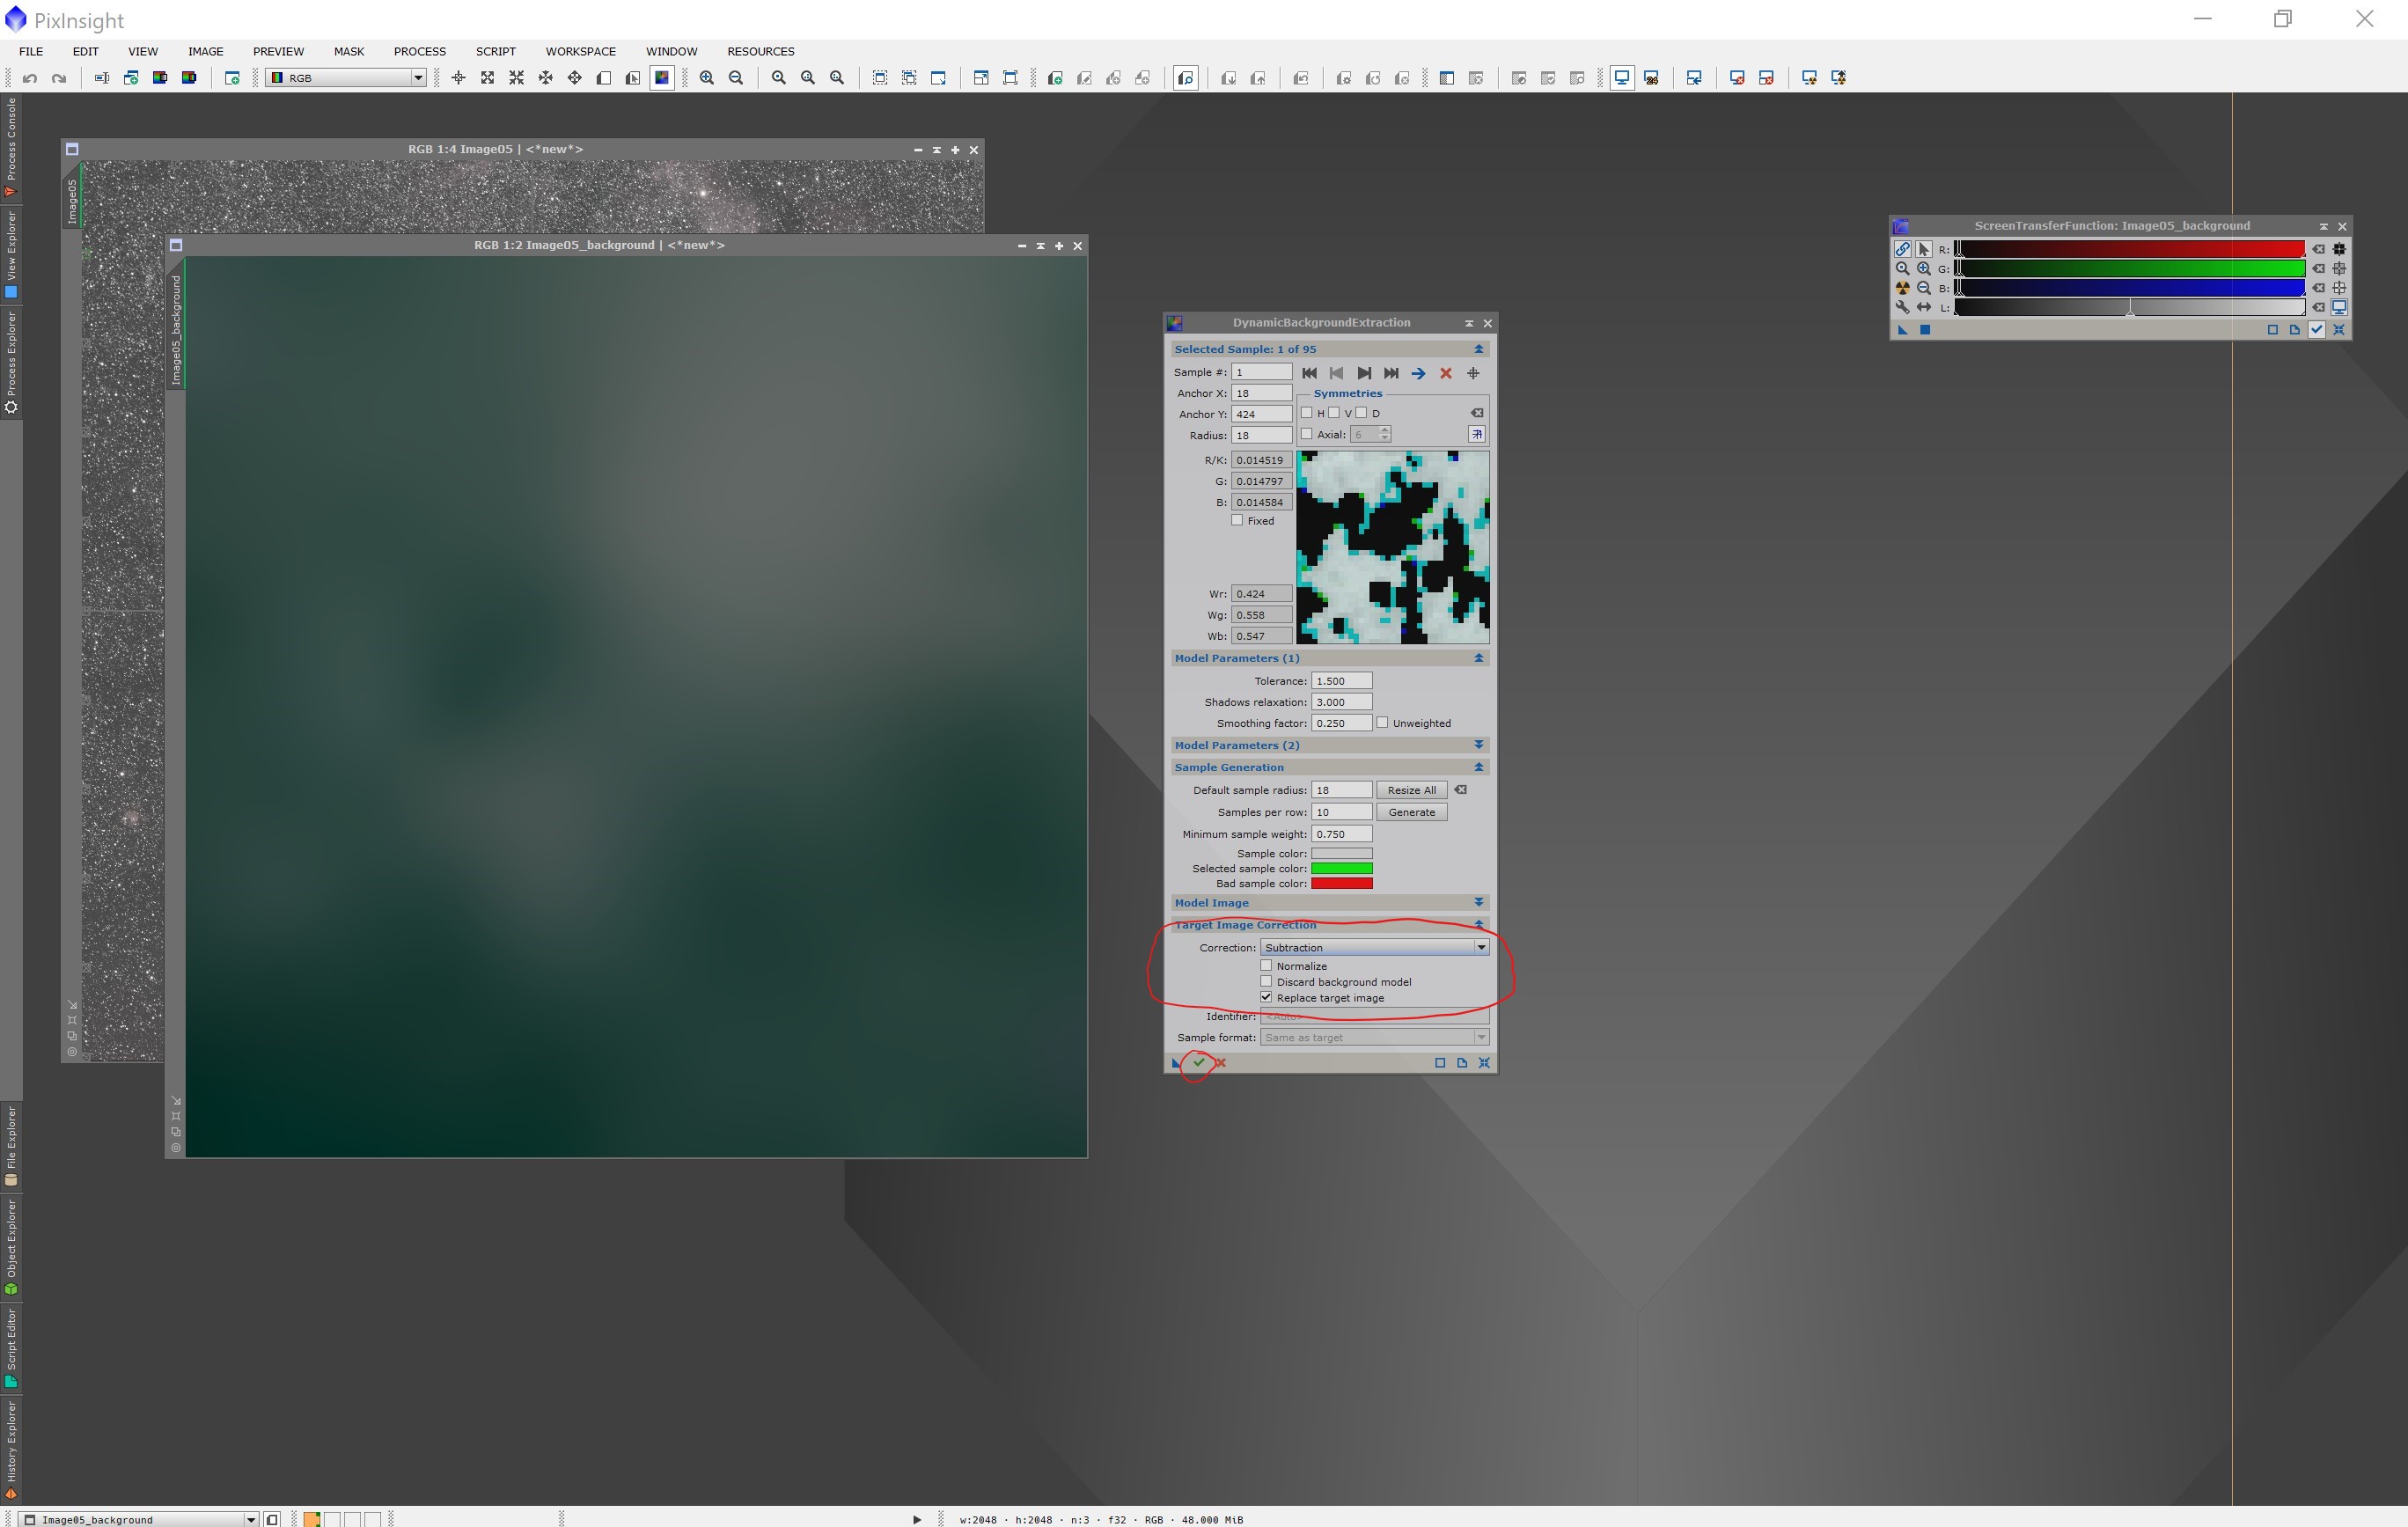 PixInsight
FILE EDIT VIEW IMAGE PREVIEW MASK PROCESS SCRIPT WORKSPACE WINDOW RESOURCES
RGB
Process Console
View Explorer
Process Explorer
File Explorer
Object Explorer
Script Editor
History Explorer
RGB 1:4 Image05 | <*new*>
Image05
RGB 1:2 Image05_background | <*new*>
Image05_background
ScreenTransferFunction: Image05_background
R:
G:
B:
L:
DynamicBackgroundExtraction
Selected Sample: 1 of 95
Sample #: 1
Anchor X: 18
Symmetries
Anchor Y: 424
H V D
Radius: 18
Axial: 6
R/K: 0.014519
G: 0.014797
B: 0.014584
Fixed
Wr: 0.424
Wg: 0.558
Wb: 0.547
Model Parameters (1)
Tolerance: 1.500
Shadows relaxation: 3.000
Smoothing factor: 0.250 Unweighted
Model Parameters (2)
Sample Generation
Default sample radius: 18 Resize All
Samples per row: 10 Generate
Minimum sample weight: 0.750
Sample color:
Selected sample color:
Bad sample color:
Model Image
Target Image Correction
Correction: Subtraction
Normalize
Discard background model
Replace target image
Identifier: <Auto>
Sample format: Same as target
Image05_background
w:2048 · h:2048 · n:3 · f32 · RGB · 48.000 MiB